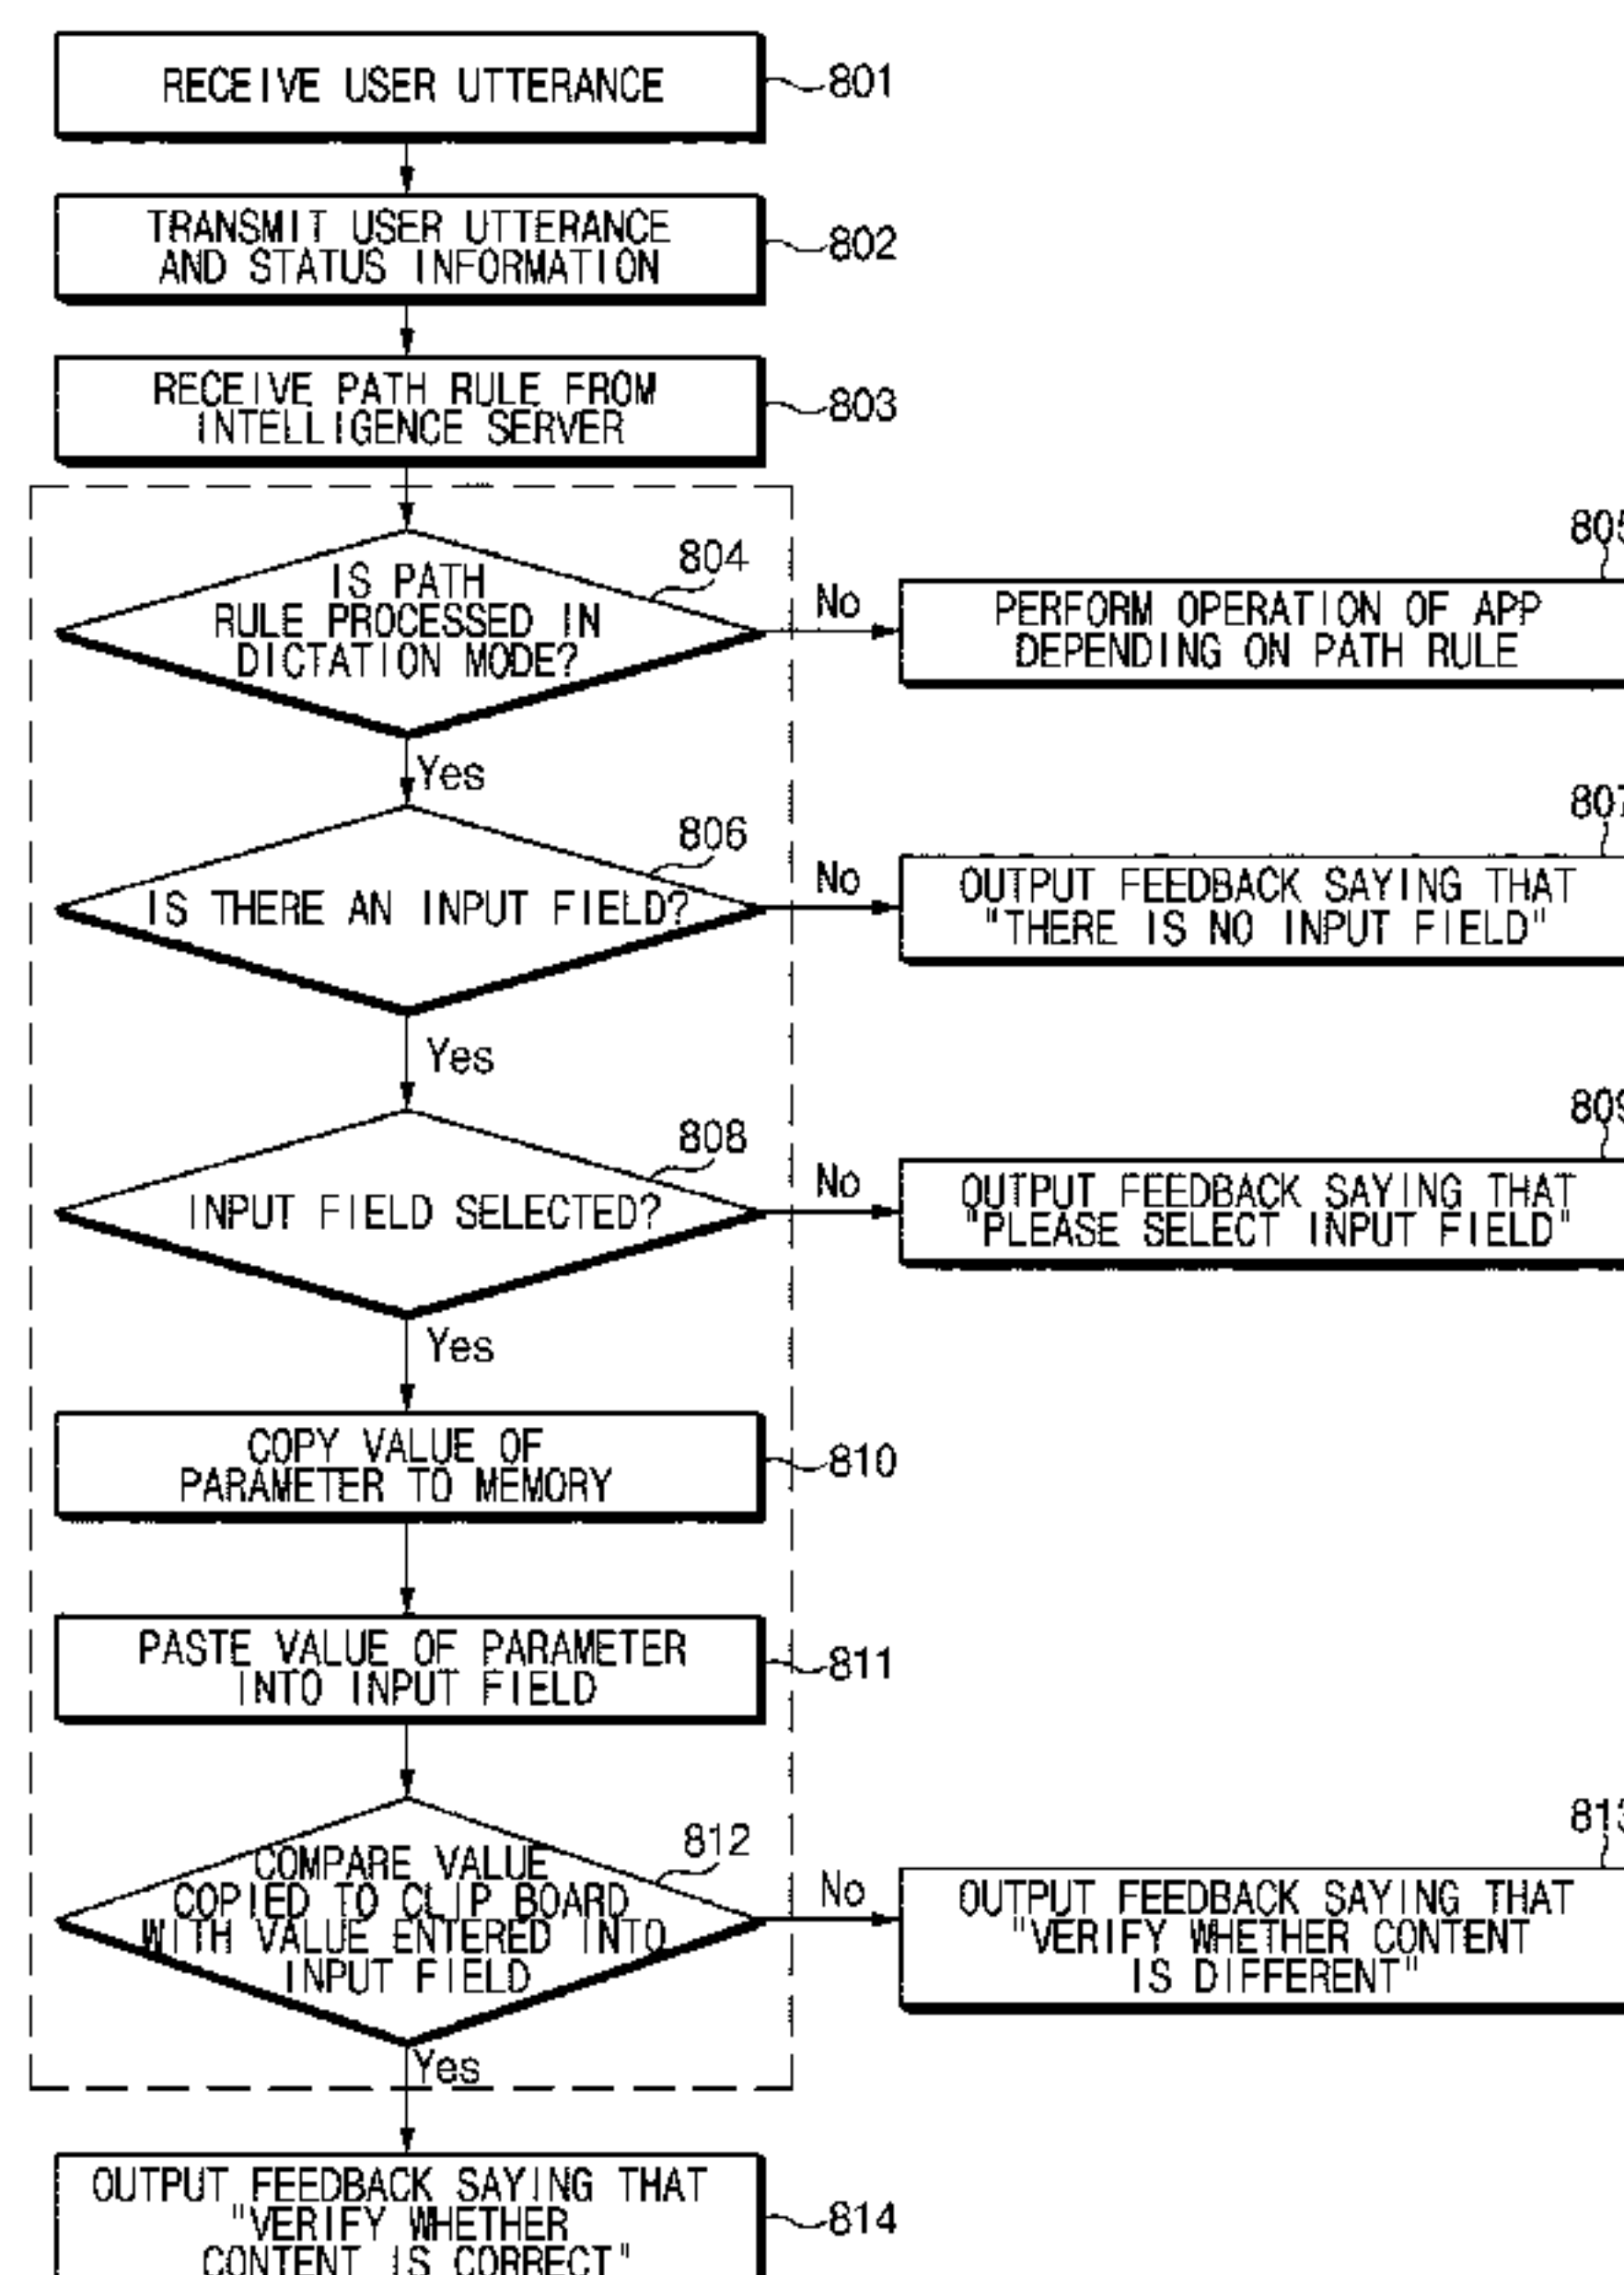 RECEIVE USER UTTERANCE
801
TRANSMIT USER UTTERANCE
AND STATUS INFORMATION
802
RECEIVE PATH RULE FROM
INTELLIGENCE SERVER
803
804
IS PATH
RULE PROCESSED IN
DICTATION MODE?
No
805
PERFORM OPERATION OF APP
DEPENDING ON PATH RULE
Yes
806
IS THERE AN INPUT FIELD?
No
807
OUTPUT FEEDBACK SAYING THAT
"THERE IS NO INPUT FIELD"
Yes
808
INPUT FIELD SELECTED?
No
809
OUTPUT FEEDBACK SAYING THAT
"PLEASE SELECT INPUT FIELD"
Yes
COPY VALUE OF
PARAMETER TO MEMORY
810
PASTE VALUE OF PARAMETER
INTO INPUT FIELD
811
812
COMPARE VALUE
COPIED TO CLIP BOARD
WITH VALUE ENTERED INTO
INPUT FIELD
No
813
OUTPUT FEEDBACK SAYING THAT
"VERIFY WHETHER CONTENT
IS DIFFERENT"
Yes
OUTPUT FEEDBACK SAYING THAT
"VERIFY WHETHER
CONTENT IS CORRECT"
814